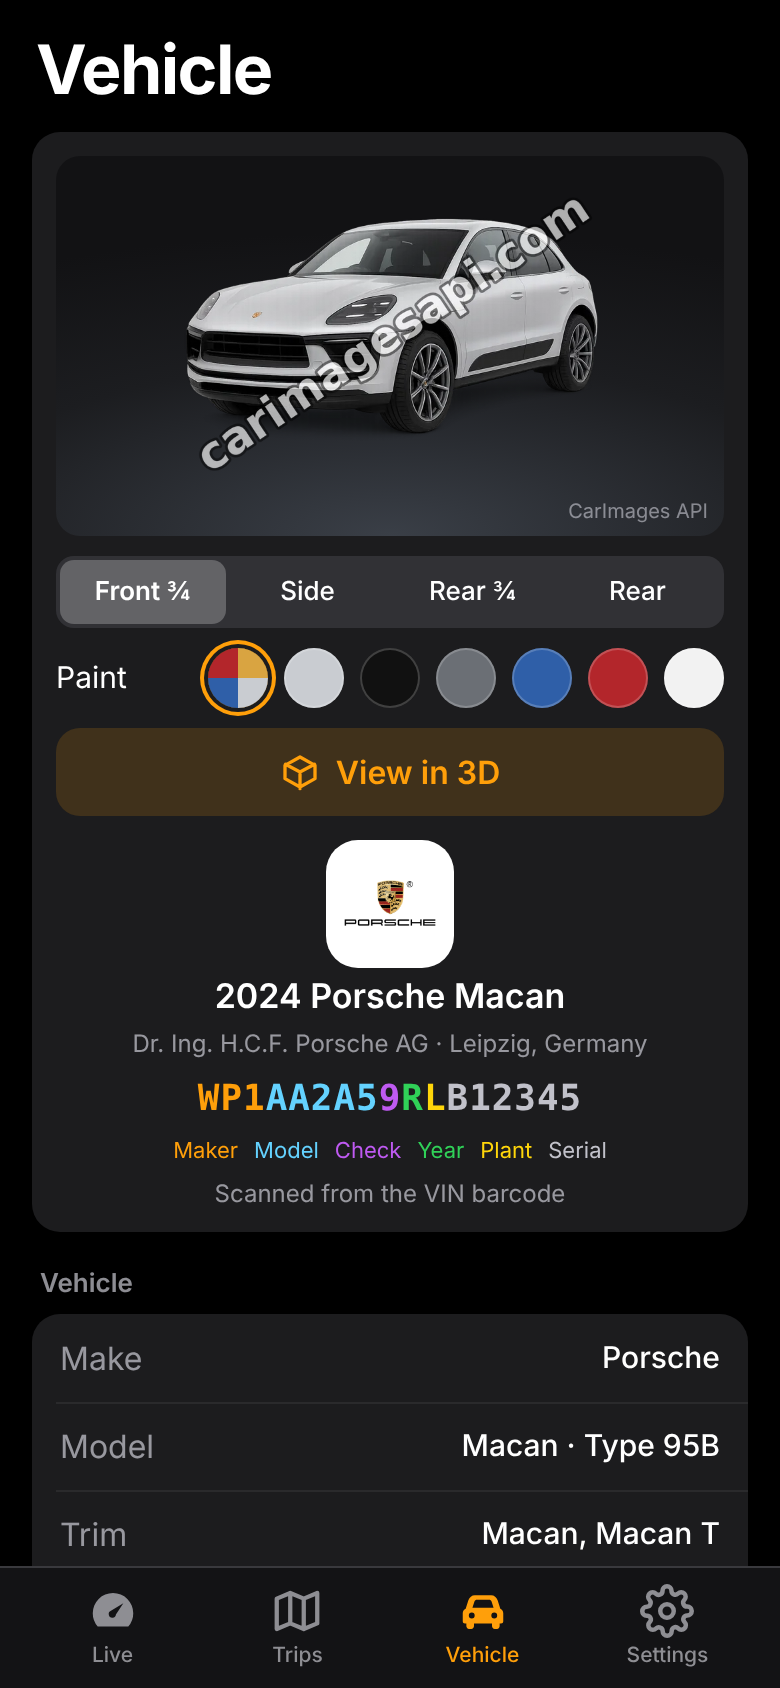 Vehicle
carimagesapi.com
CarImages API
Front ¾ Side Rear ¾ Rear
Paint
View in 3D
PORSCHE
®
PORSCHE
2024 Porsche Macan
Dr. Ing. H.C.F. Porsche AG · Leipzig, Germany
WP1AA2A59RLB12345
Maker Model Check Year Plant Serial
Scanned from the VIN barcode
Vehicle
Make Porsche
Model Macan · Type 95B
Trim Macan, Macan T
Live Trips Vehicle Settings